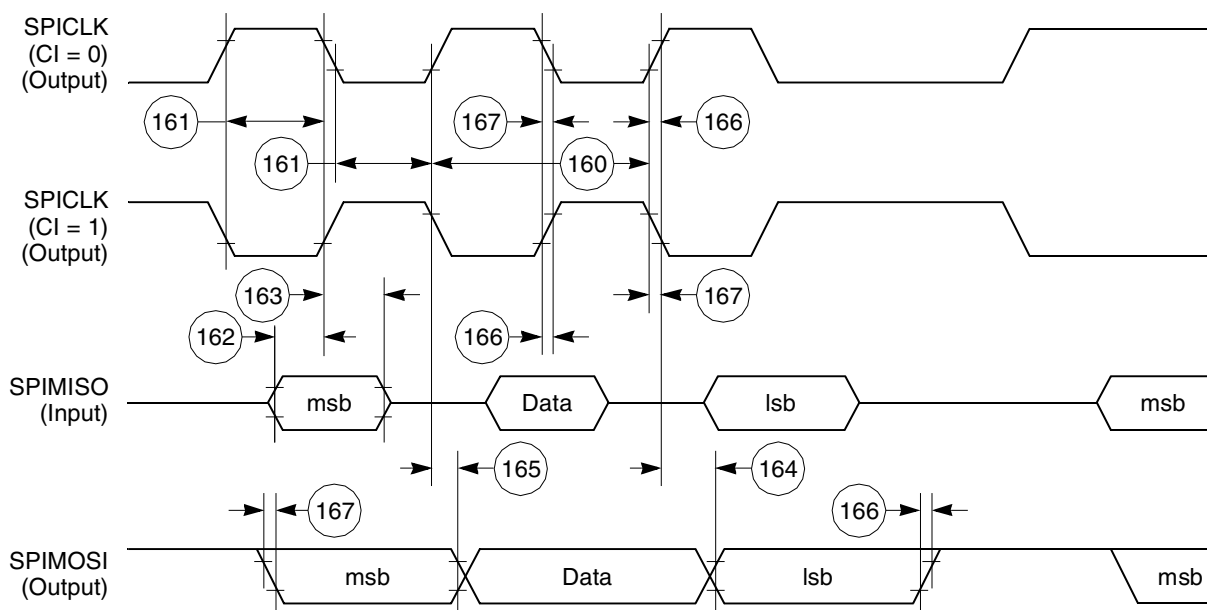 SPICLK
(CI = 0)
(Output)
161
167
166
161
160
SPICLK
(CI = 1)
(Output)
163
167
162
166
SPIMISO
(Input)
msb
Data
lsb
msb
165
164
167
166
SPIMOSI
(Output)
msb
Data
lsb
msb